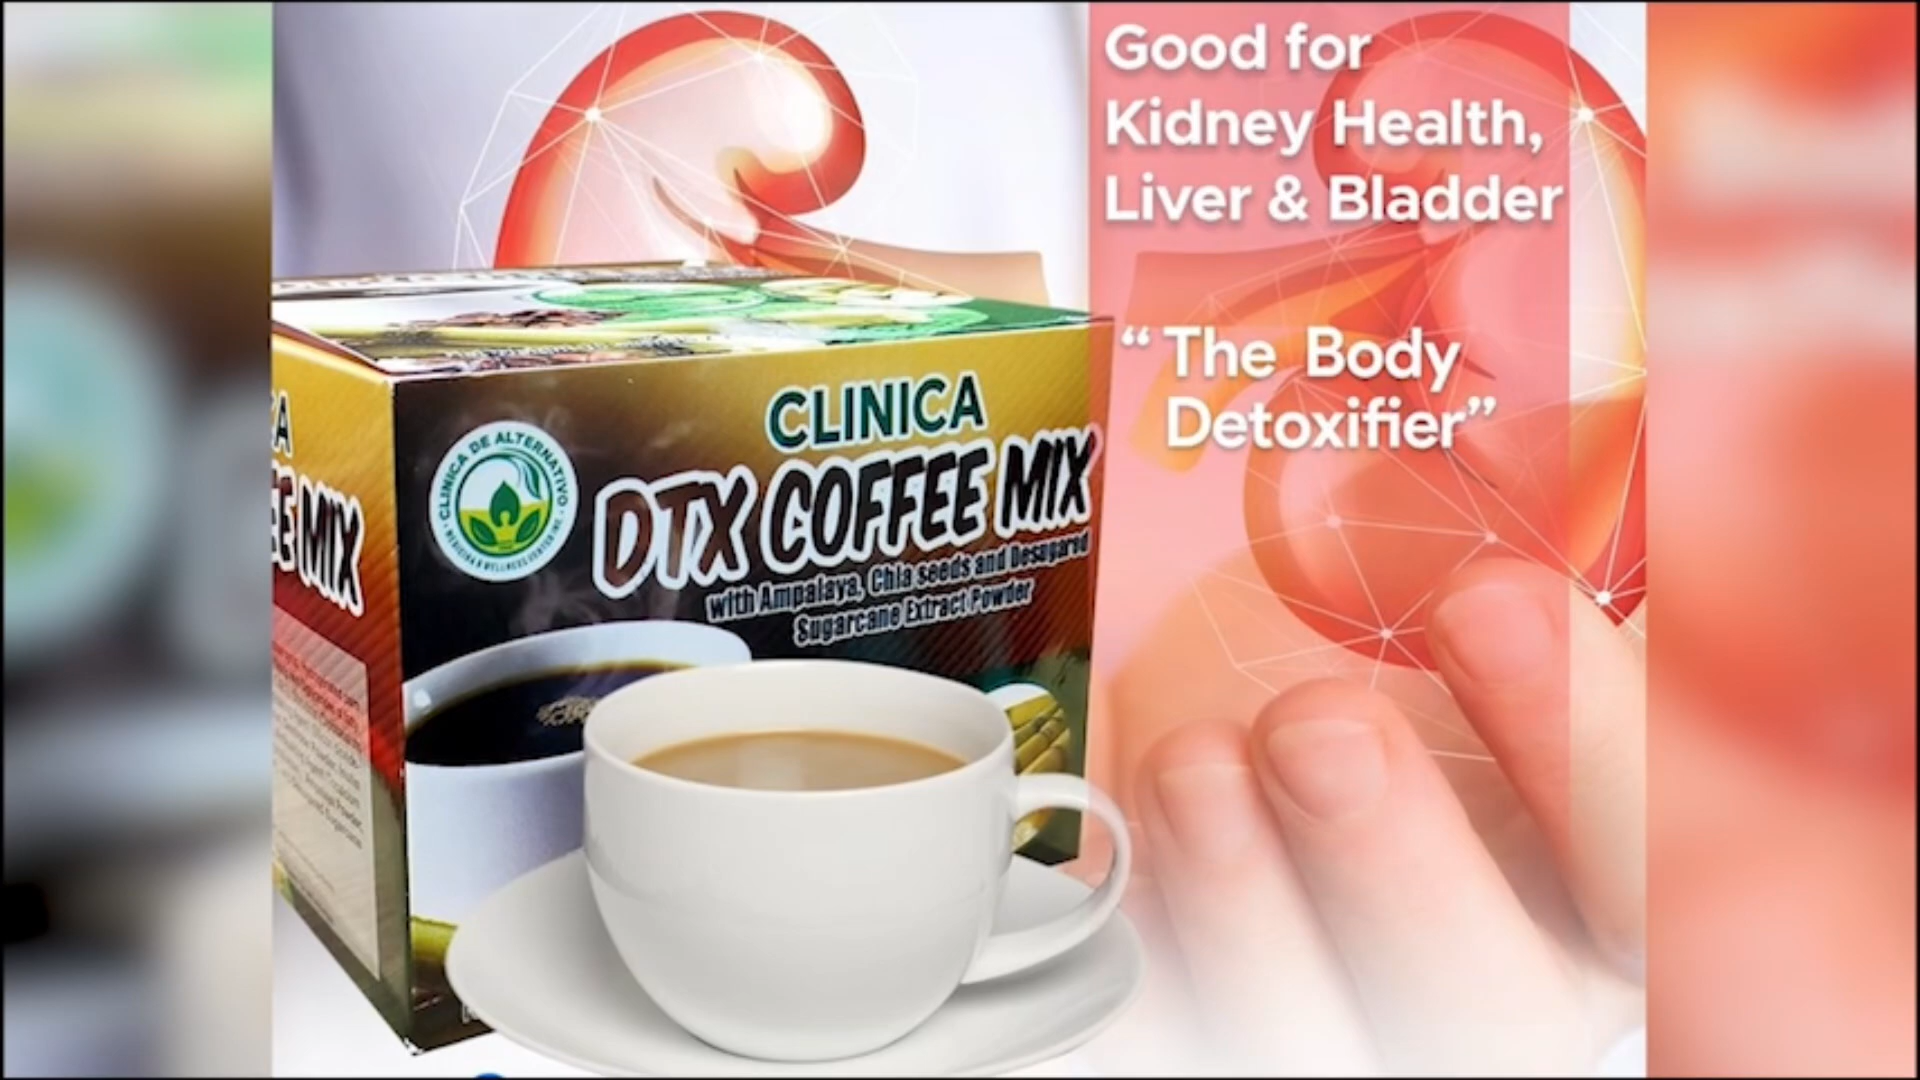 Good for
Kidney Health,
Liver & Bladder
“ The Body
Detoxifier”
CLINICA
DTX COFFEE MIX
with Ampalaya, Chia seeds and Desugared
Sugarcane Extract Powder
CLINICA DE ALTERNATIVO
EE MIX